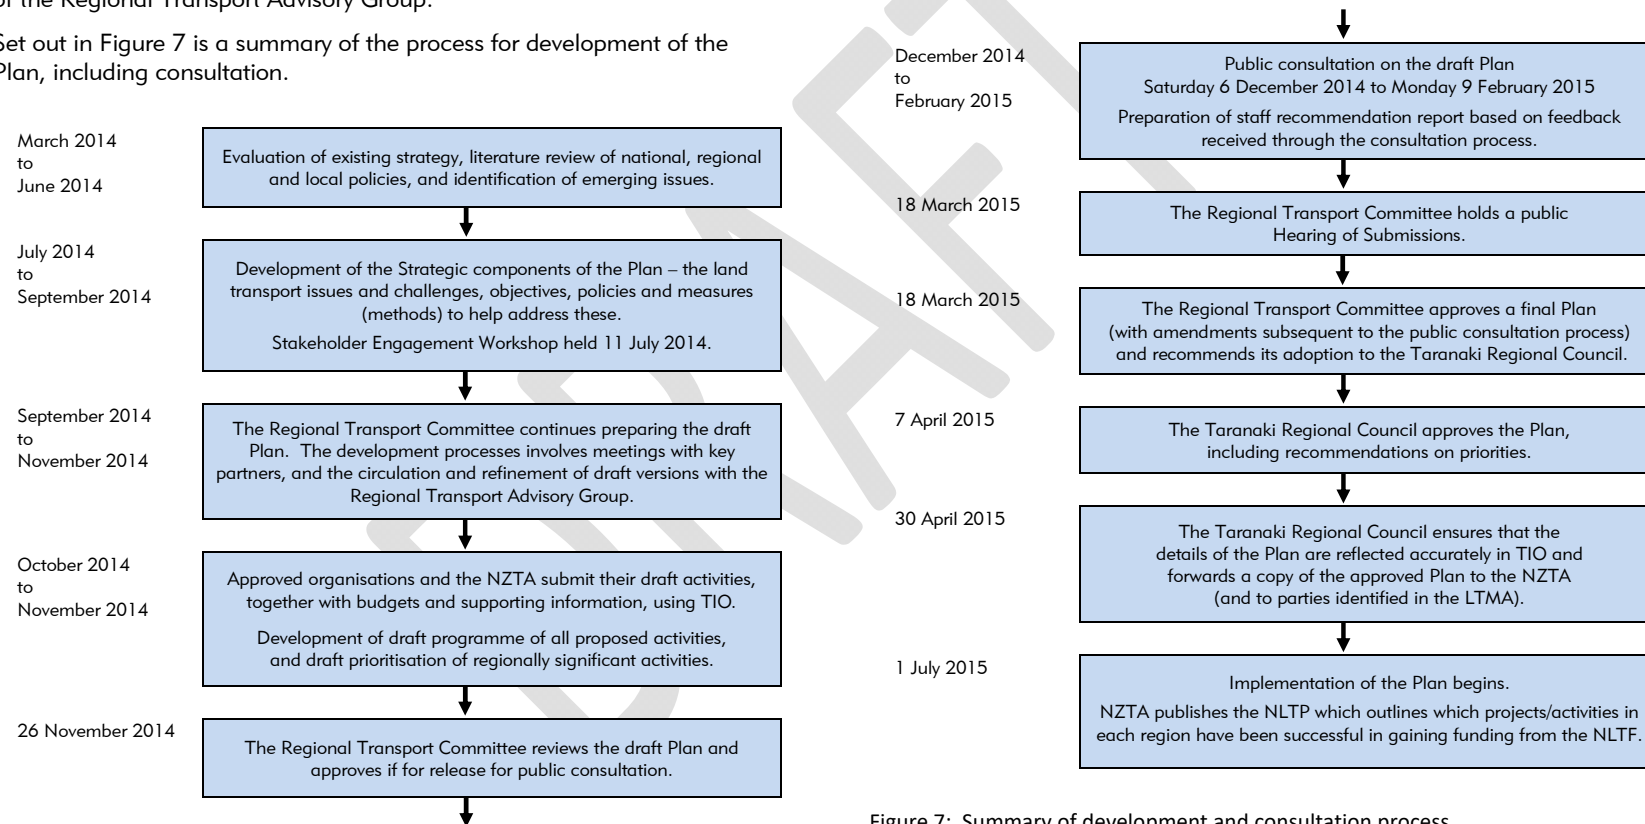 of the Regional Transport Advisory Group.
Set out in Figure 7 is a summary of the process for development of the
Plan, including consultation.
March 2014
to
June 2014
Evaluation of existing strategy, literature review of national, regional
and local policies, and identification of emerging issues.
July 2014
to
September 2014
Development of the Strategic components of the Plan – the land
transport issues and challenges, objectives, policies and measures
(methods) to help address these.
Stakeholder Engagement Workshop held 11 July 2014.
September 2014
to
November 2014
The Regional Transport Committee continues preparing the draft
Plan.  The development processes involves meetings with key
partners, and the circulation and refinement of draft versions with the
Regional Transport Advisory Group.
October 2014
to
November 2014
Approved organisations and the NZTA submit their draft activities,
together with budgets and supporting information, using TIO.
Development of draft programme of all proposed activities,
and draft prioritisation of regionally significant activities.
26 November 2014
The Regional Transport Committee reviews the draft Plan and
approves if for release for public consultation.
December 2014
to
February 2015
Public consultation on the draft Plan
Saturday 6 December 2014 to Monday 9 February 2015
Preparation of staff recommendation report based on feedback
received through the consultation process.
18 March 2015
The Regional Transport Committee holds a public
Hearing of Submissions.
18 March 2015
The Regional Transport Committee approves a final Plan
(with amendments subsequent to the public consultation process)
and recommends its adoption to the Taranaki Regional Council.
7 April 2015
The Taranaki Regional Council approves the Plan,
including recommendations on priorities.
30 April 2015
The Taranaki Regional Council ensures that the
details of the Plan are reflected accurately in TIO and
forwards a copy of the approved Plan to the NZTA
(and to parties identified in the LTMA).
1 July 2015
Implementation of the Plan begins.
NZTA publishes the NLTP which outlines which projects/activities in
each region have been successful in gaining funding from the NLTF.
Figure 7:  Summary of development and consultation process
DRAFT